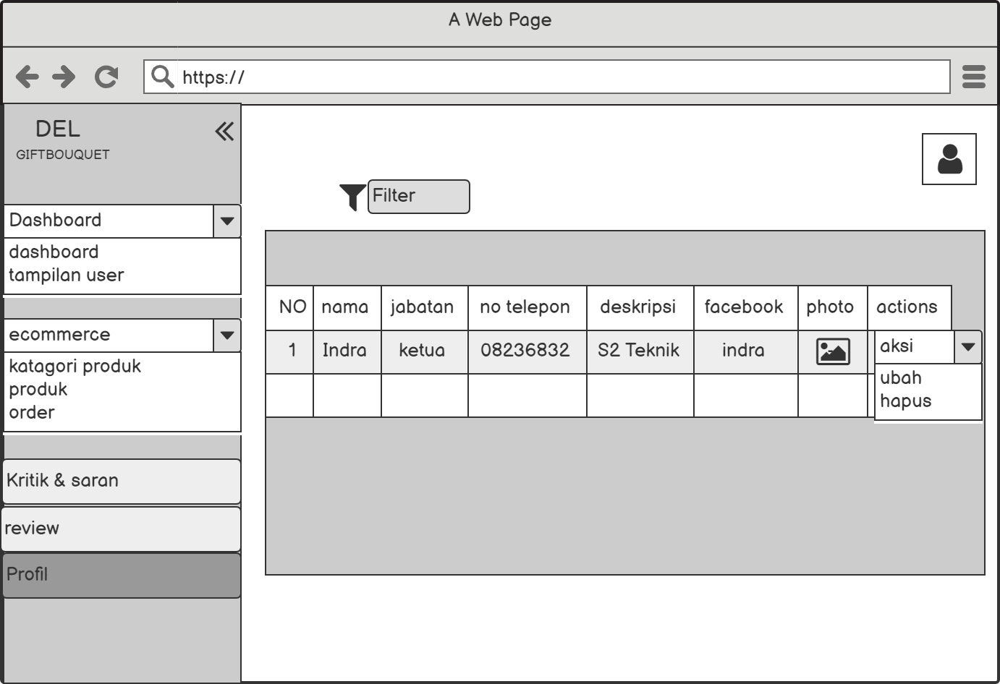 A Web Page
https://
DEL
GIFTBOUQUET
Dashboard
dashboard
tampilan user
ecommerce
katagori produk
produk
order
Kritik & saran
review
Profil
Filter
NO nama jabatan no telepon deskripsi facebook photo actions
1 Indra ketua 08236832 S2 Teknik indra aksi
ubah
hapus